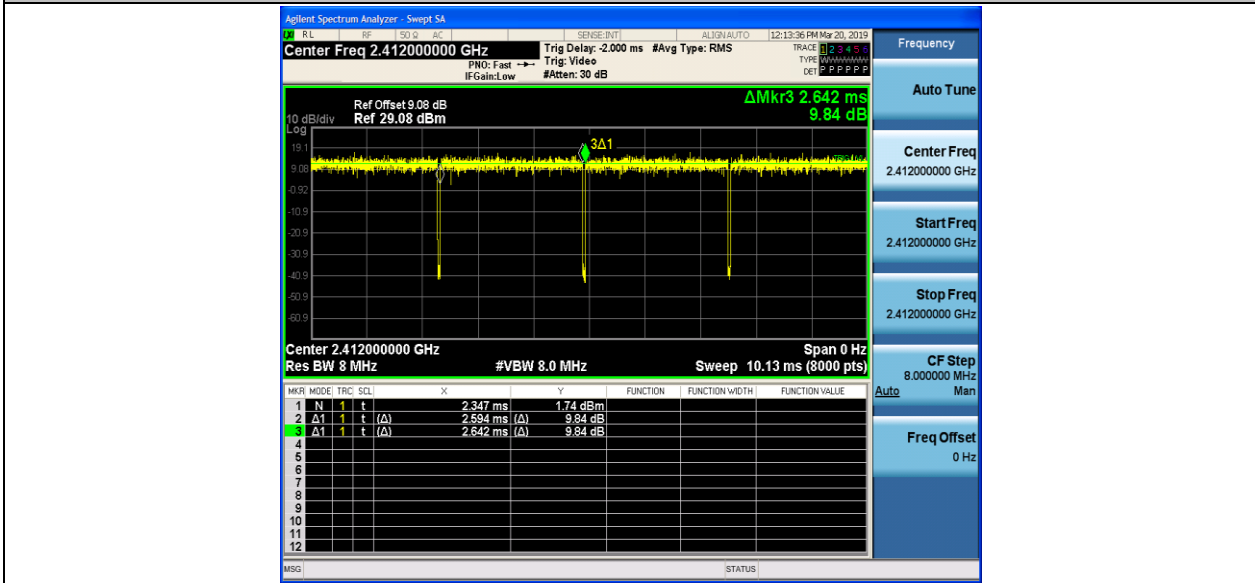 Agilent Spectrum Analyzer - Swept SA
RL RF 50 Ω AC SENSE:INT ALIGNAUTO 12:13:36 PM Mar 20, 2019
Center Freq 2.412000000 GHz
PNO: Fast
IFGain:Low
Trig Delay: -2.000 ms #Avg Type: RMS
Trig: Video
#Atten: 30 dB
TRACE 1 2 3 4 5 6
TYPE
DET P P P P P P
Frequency
Auto Tune
Center Freq
2.412000000 GHz
Start Freq
2.412000000 GHz
Stop Freq
2.412000000 GHz
CF Step
8.000000 MHz
Auto Man
Freq Offset
0 Hz
ΔMkr3 2.642 ms
9.84 dB
Ref Offset 9.08 dB
10 dB/div Ref 29.08 dBm
Log
19.1
9.08
-0.92
-10.9
-20.9
-30.9
-40.9
-50.9
-60.9
3Δ1
Center 2.412000000 GHz Span 0 Hz
Res BW 8 MHz #VBW 8.0 MHz Sweep 10.13 ms (8000 pts)
MKR MODE TRC SCL X Y FUNCTION FUNCTION WIDTH FUNCTION VALUE
1 N 1 t 2.347 ms 1.74 dBm
2 Δ1 1 t (Δ) 2.594 ms (Δ) 9.84 dB
3 Δ1 1 t (Δ) 2.642 ms (Δ) 9.84 dB
4
5
6
7
8
9
10
11
12
MSG STATUS